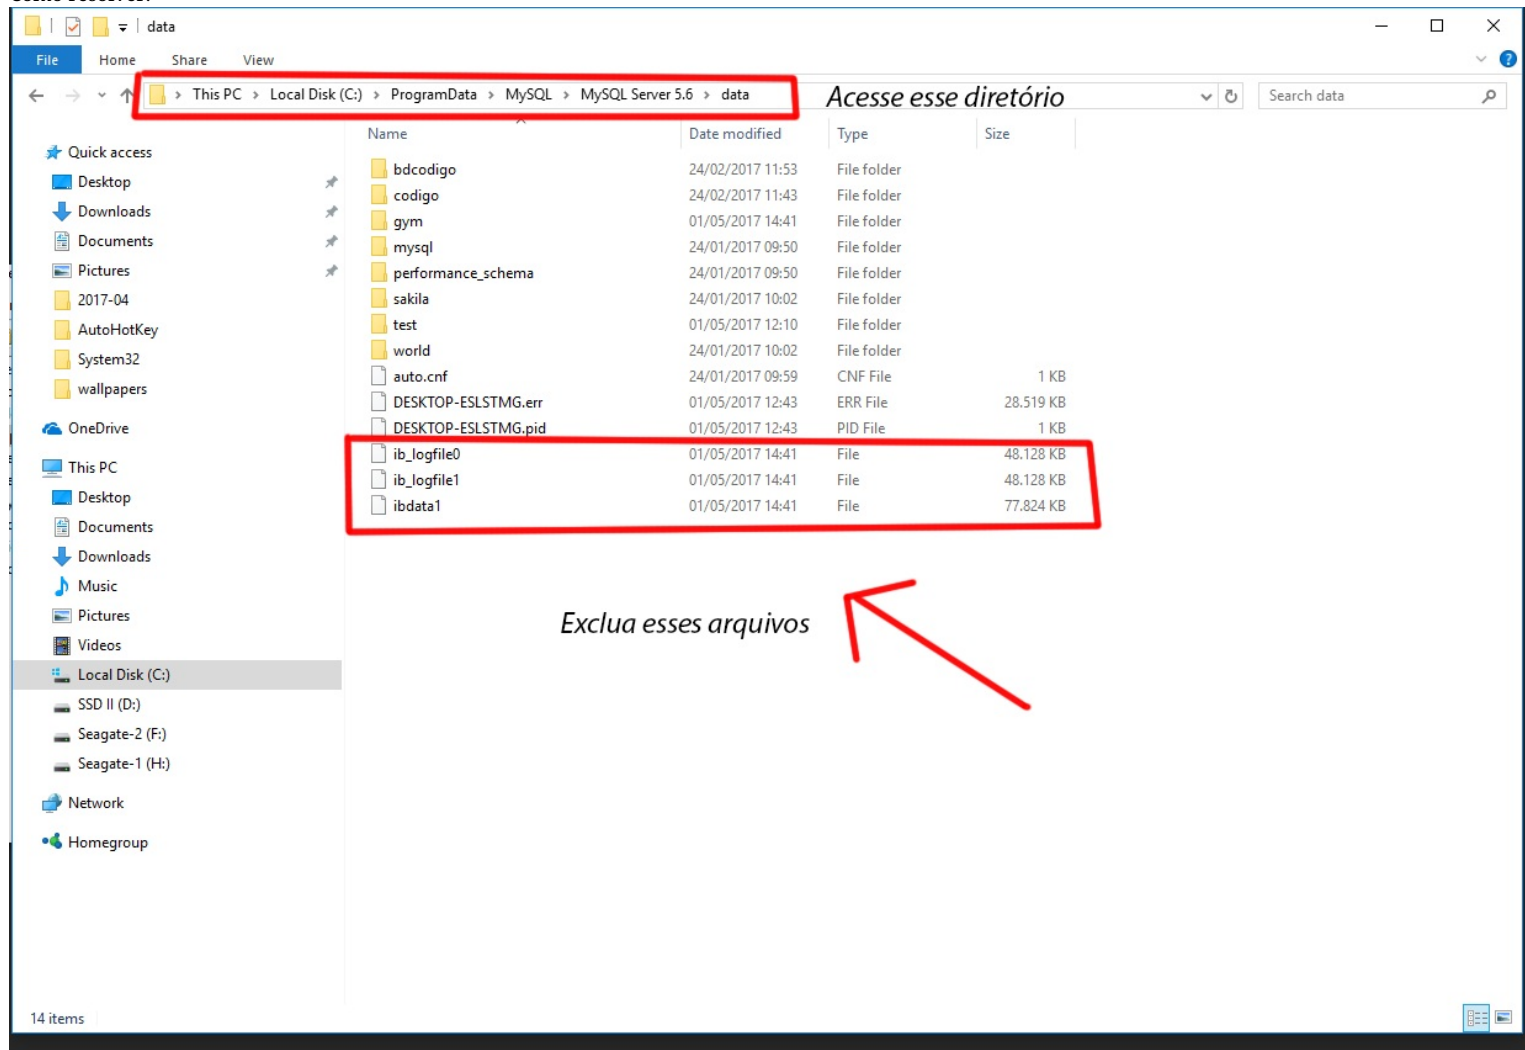 data
File Home Share View
This PC > Local Disk (C:) > ProgramData > MySQL > MySQL Server 5.6 > data
Acesse esse diretório
Search data
Name Date modified Type Size
Quick access
Desktop
Downloads
Documents
Pictures
2017-04
AutoHotKey
System32
wallpapers
OneDrive
This PC
Desktop
Documents
Downloads
Music
Pictures
Videos
Local Disk (C:)
SSD II (D:)
Seagate-2 (F:)
Seagate-1 (H:)
Network
Homegroup
bdcodigo 24/02/2017 11:53 File folder
codigo 24/02/2017 11:43 File folder
gym 01/05/2017 14:41 File folder
mysql 24/01/2017 09:50 File folder
performance_schema 24/01/2017 09:50 File folder
sakila 24/01/2017 10:02 File folder
test 01/05/2017 12:10 File folder
world 24/01/2017 10:02 File folder
auto.cnf 24/01/2017 09:59 CNF File 1 KB
DESKTOP-ESLSTMG.err 01/05/2017 12:43 ERR File 28.519 KB
DESKTOP-ESLSTMG.pid 01/05/2017 12:43 PID File 1 KB
ib_logfile0 01/05/2017 14:41 File 48.128 KB
ib_logfile1 01/05/2017 14:41 File 48.128 KB
ibdata1 01/05/2017 14:41 File 77.824 KB
Exclua esses arquivos
14 items